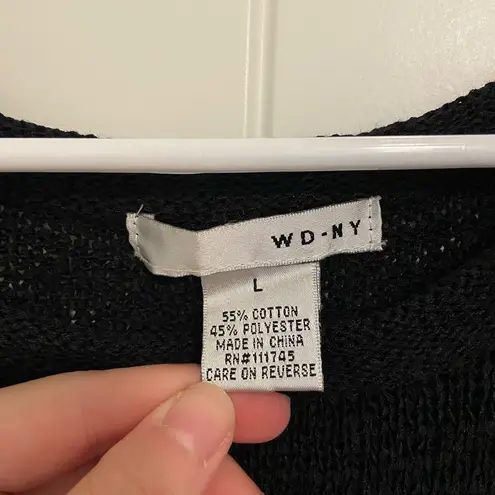 WD-NY
L
55% COTTON
45% POLYESTER
MADE IN CHINA
RN#111745
CARE ON REVERSE